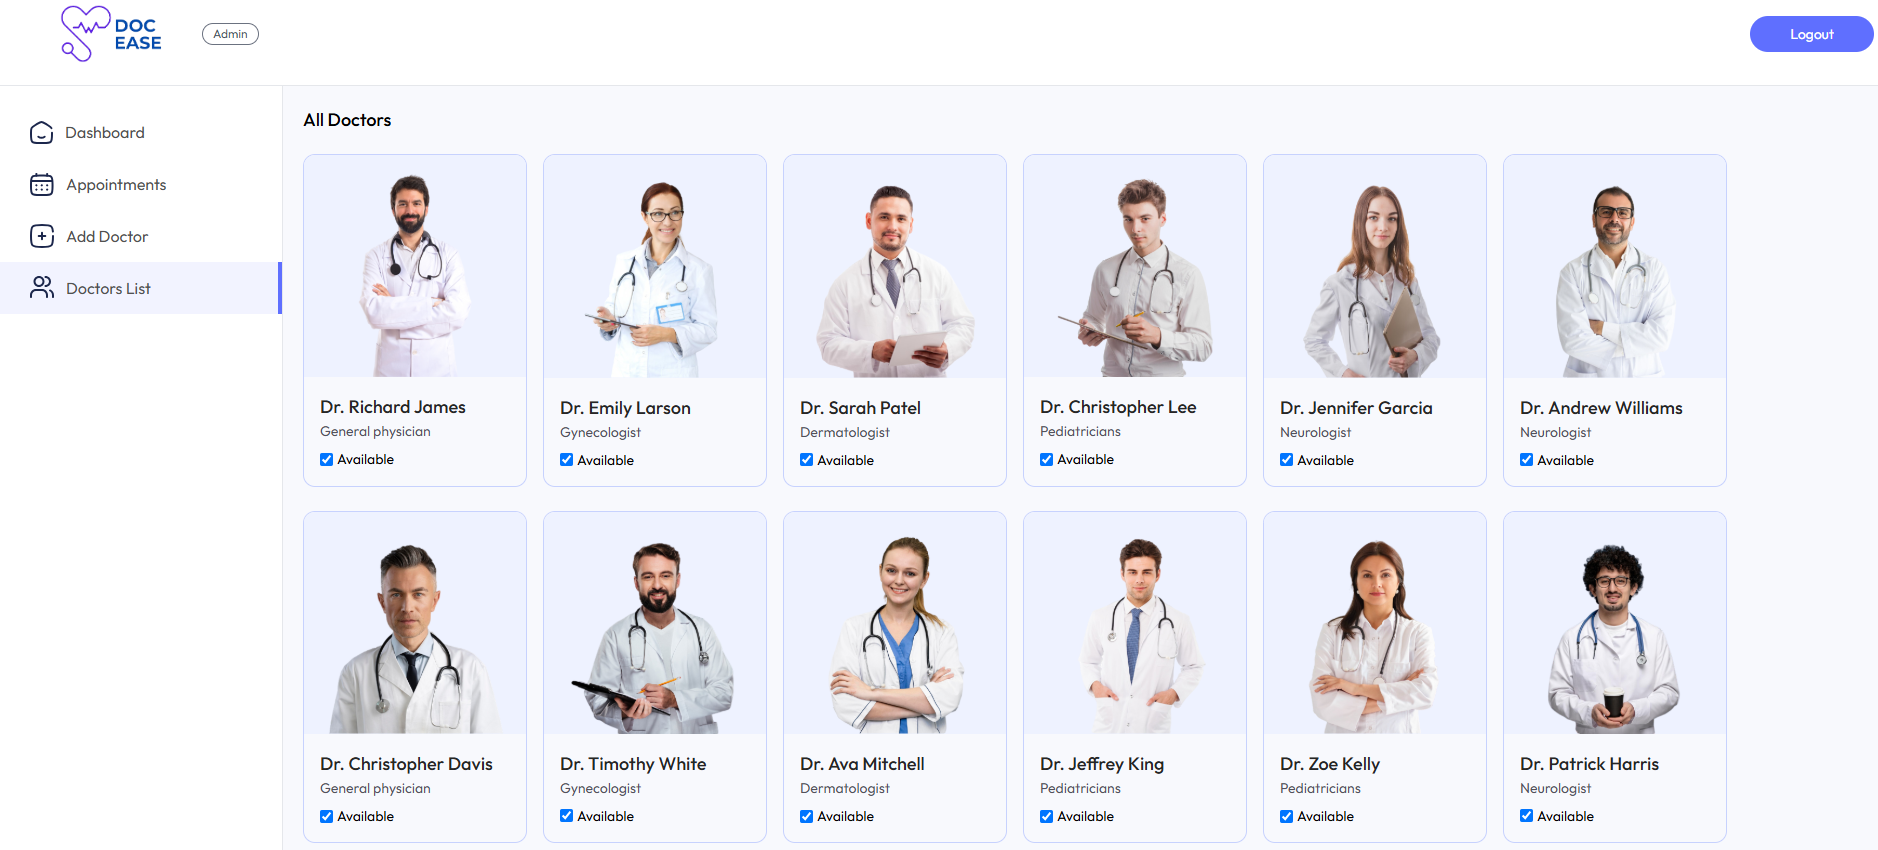 DOC
EASE
Admin
Logout
Dashboard
Appointments
Add Doctor
Doctors List
All Doctors
Dr. Richard James
General physician
Available
Dr. Emily Larson
Gynecologist
Available
Dr. Sarah Patel
Dermatologist
Available
Dr. Christopher Lee
Pediatricians
Available
Dr. Jennifer Garcia
Neurologist
Available
Dr. Andrew Williams
Neurologist
Available
Dr. Christopher Davis
General physician
Available
Dr. Timothy White
Gynecologist
Available
Dr. Ava Mitchell
Dermatologist
Available
Dr. Jeffrey King
Pediatricians
Available
Dr. Zoe Kelly
Pediatricians
Available
Dr. Patrick Harris
Neurologist
Available